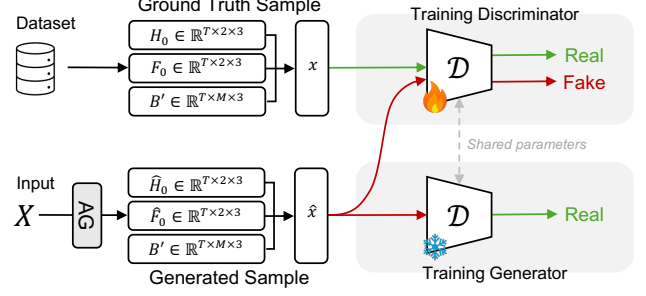 Ground Truth Sample
Training Discriminator
Dataset
H₀ ∈ ℝ^{T×2×3}
F₀ ∈ ℝ^{T×2×3}
B′ ∈ ℝ^{T×M×3}
x
𝒟
Real
Fake
Shared parameters
Input
X
AG
Ĥ₀ ∈ ℝ^{T×2×3}
F̂₀ ∈ ℝ^{T×2×3}
B′ ∈ ℝ^{T×M×3}
x̂
𝒟
Real
Generated Sample
Training Generator